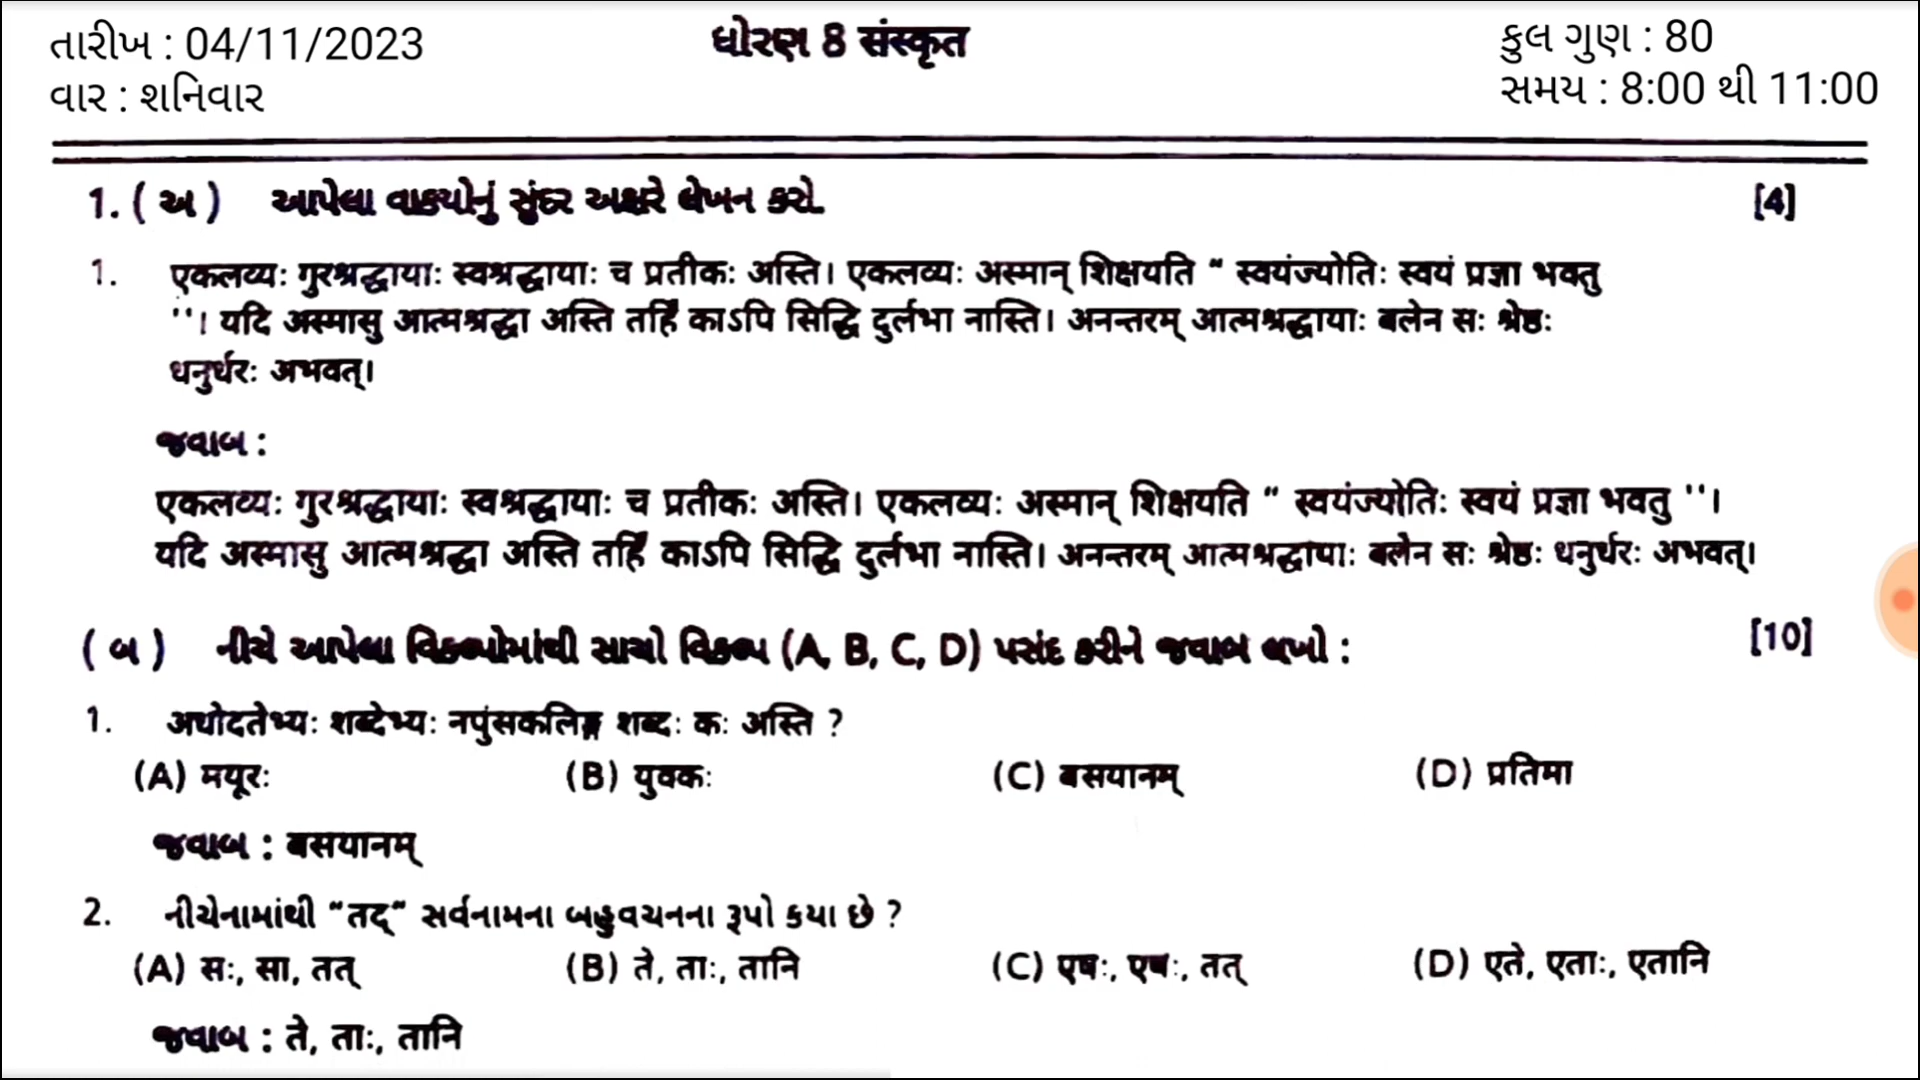 તારીખ : 04/11/2023
ધોરણ 8 સંસ્કૃત
કુલ ગુણ : 80
વાર : શનિવાર
સમય : 8:00 થી 11:00
1. ( અ ) આપેલા વાક્યોનું સુંદર અક્ષરે લેખન કરો. [4]
1. एकलव्यः गुरश्रद्धायाः स्वश्रद्धायाः च प्रतीकः अस्ति। एकलव्यः अस्मान् शिक्षयति “ स्वयंज्योतिः स्वयं प्रज्ञा भवतु
''। यदि अस्मासु आत्मश्रद्धा अस्ति तर्हि काऽपि सिद्धि दुर्लभा नास्ति। अनन्तरम् आत्मश्रद्धायाः बलेन सः श्रेष्ठः
धनुर्धरः अभवत्।
જવાબ :
एकलव्यः गुरश्रद्धायाः स्वश्रद्धायाः च प्रतीकः अस्ति। एकलव्यः अस्मान् शिक्षयति “ स्वयंज्योतिः स्वयं प्रज्ञा भवतु ''।
यदि अस्मासु आत्मश्रद्धा अस्ति तर्हि काऽपि सिद्धि दुर्लभा नास्ति। अनन्तरम् आत्मश्रद्धायाः बलेन सः श्रेष्ठः धनुर्धरः अभवत्।
( બ ) નીચે આપેલા વિકલ્પોમાંથી સાચો વિકલ્પ (A, B, C, D) પસંદ કરીને જવાબ લખો : [10]
1. अधोदतेभ्यः शब्देभ्यः नपुंसकलिङ्ग शब्दः कः अस्ति ?
(A) मयूरः (B) युवकः (C) बसयानम् (D) प्रतिमा
જવાબ : बसयानम्
2. નીચેનામાંથી “तद्“ સર્વનામના બહુવચનના રૂપો કયા છે ?
(A) सः, सा, तत् (B) ते, ताः, तानि (C) एषः, एषः, तत् (D) एते, एताः, एतानि
જવાબ : ते, ताः, तानि